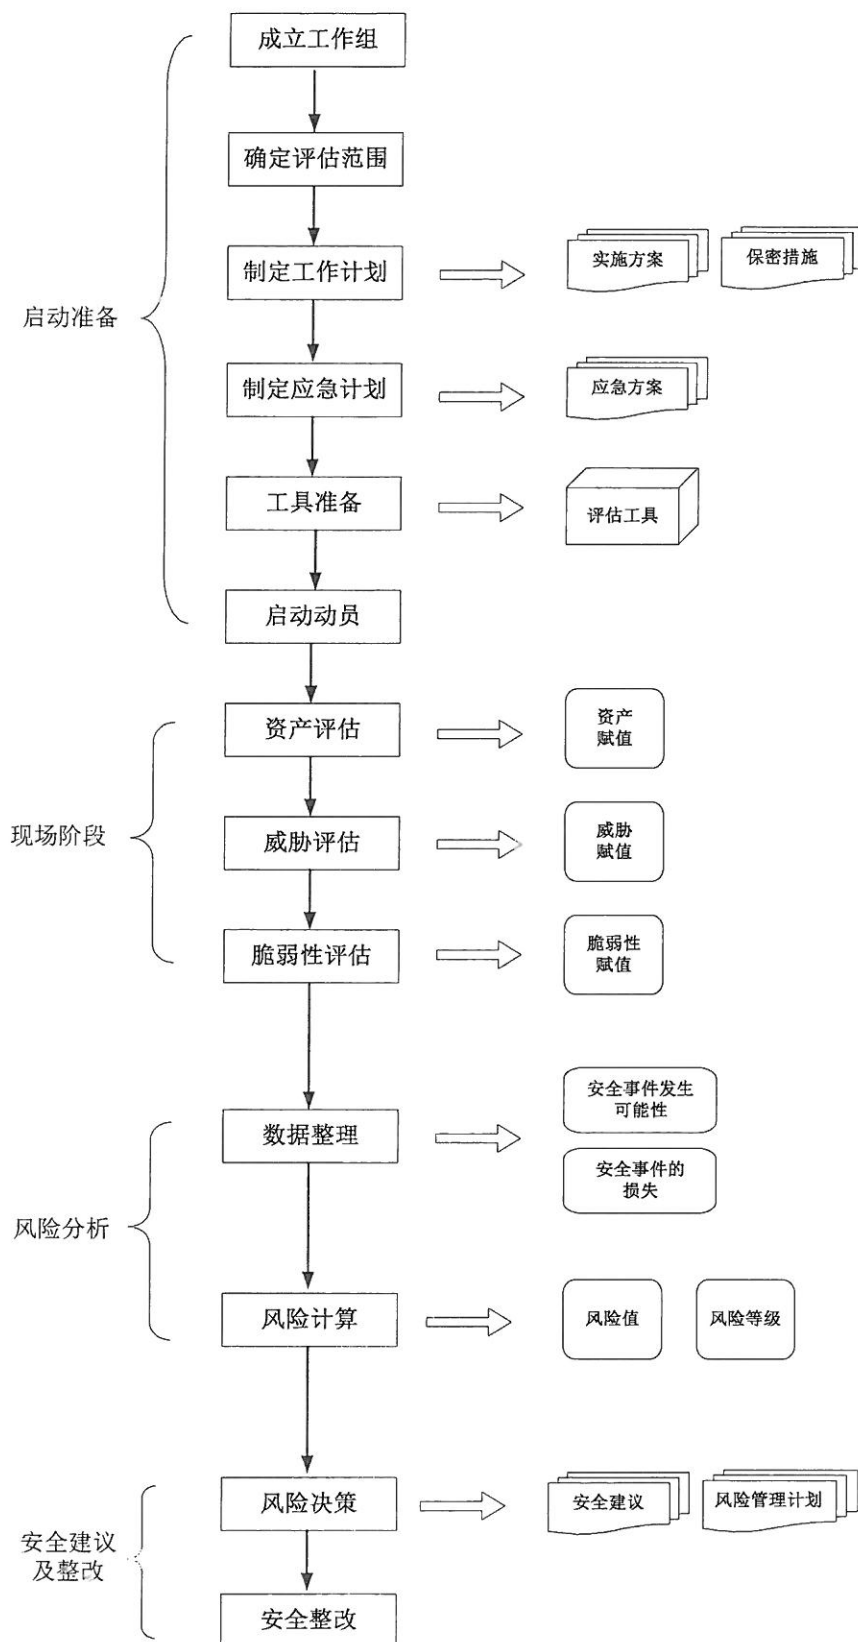 成立工作组
确定评估范围
制定工作计划
实施方案
保密措施
启动准备
制定应急计划
应急方案
工具准备
评估工具
启动动员
资产评估
资产
赋值
现场阶段
威胁评估
威胁
赋值
脆弱性评估
脆弱性
赋值
数据整理
安全事件发生
可能性
安全事件的
损失
风险分析
风险计算
风险值
风险等级
风险决策
安全建议
风险管理计划
安全建议
及整改
安全整改